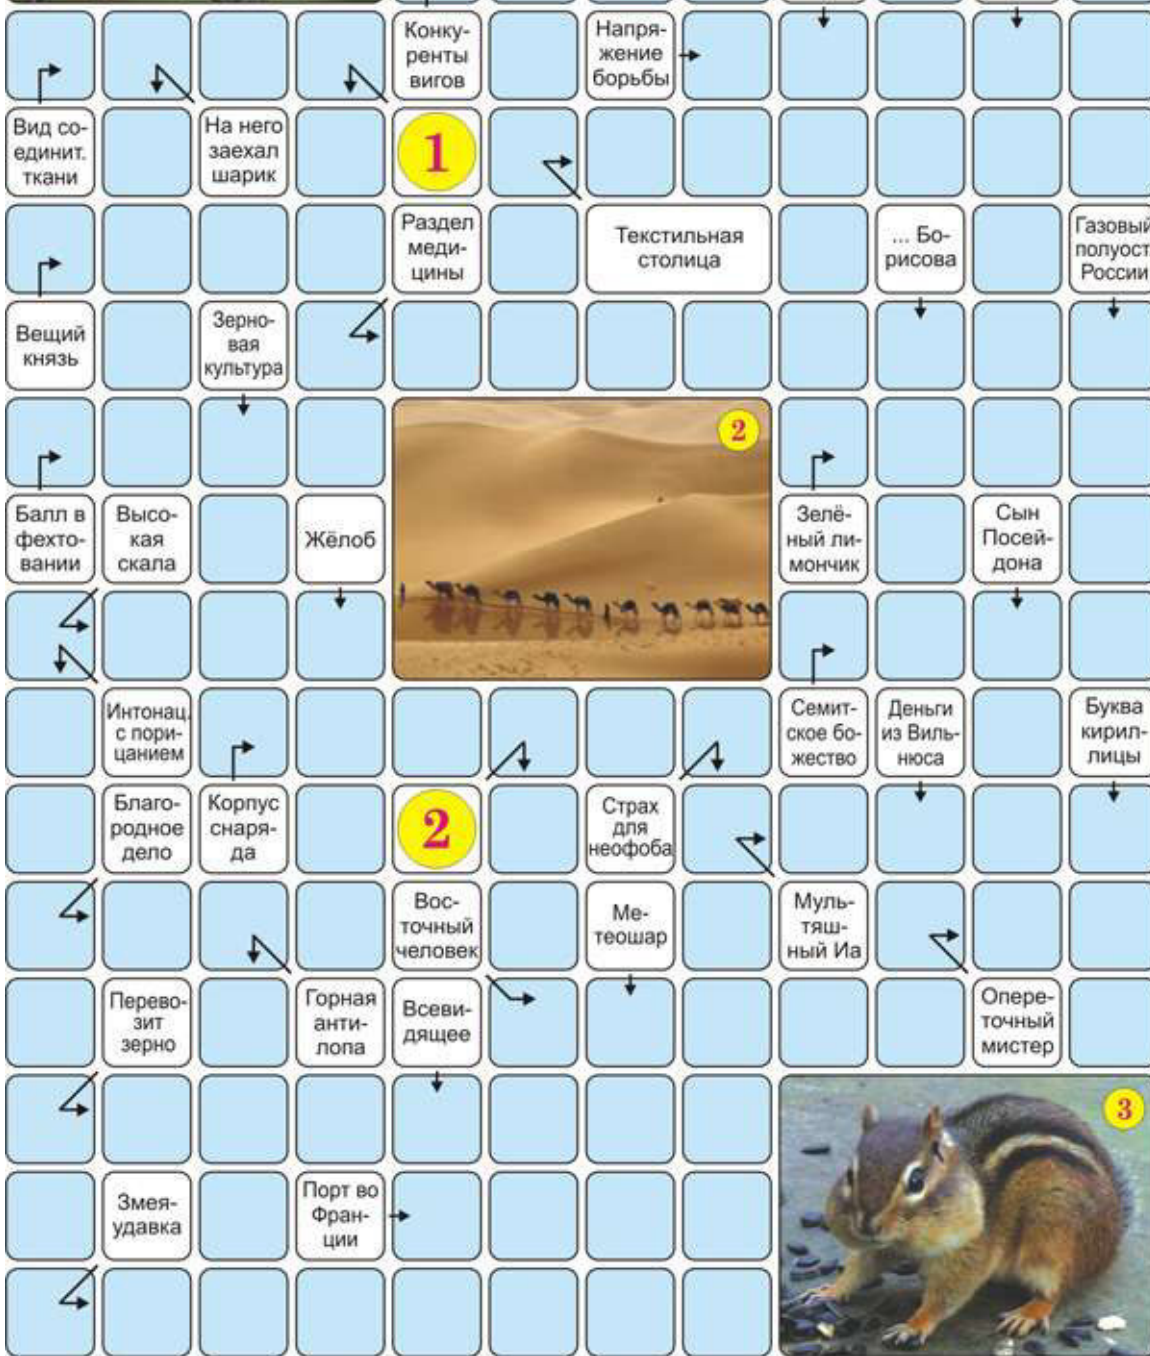 Конку-
ренты
вигов
Напря-
жение
борьбы
Вид со-
единит.
ткани
На него
заехал
шарик
1
Раздел
меди-
цины
Текстильная
столица
... Бо-
рисова
Газовый
полуост.
России
Вещий
князь
Зерно-
вая
культура
2
Балл в
фехто-
вании
Высо-
кая
скала
Жёлоб
Зелё-
ный ли-
мончик
Сын
Посей-
дона
Интонац.
с пори-
цанием
Семит-
ское бо-
жество
Деньги
из Виль-
нюса
Буква
кирил-
лицы
Благо-
родное
дело
Корпус
снаря-
да
2
Страх
для
неофоба
Вос-
точный
человек
Ме-
теошар
Муль-
тяш-
ный Иа
Перево-
зит
зерно
Горная
анти-
лопа
Всеви-
дящее
Опере-
точный
мистер
3
Змея-
удавка
Порт во
Фран-
ции